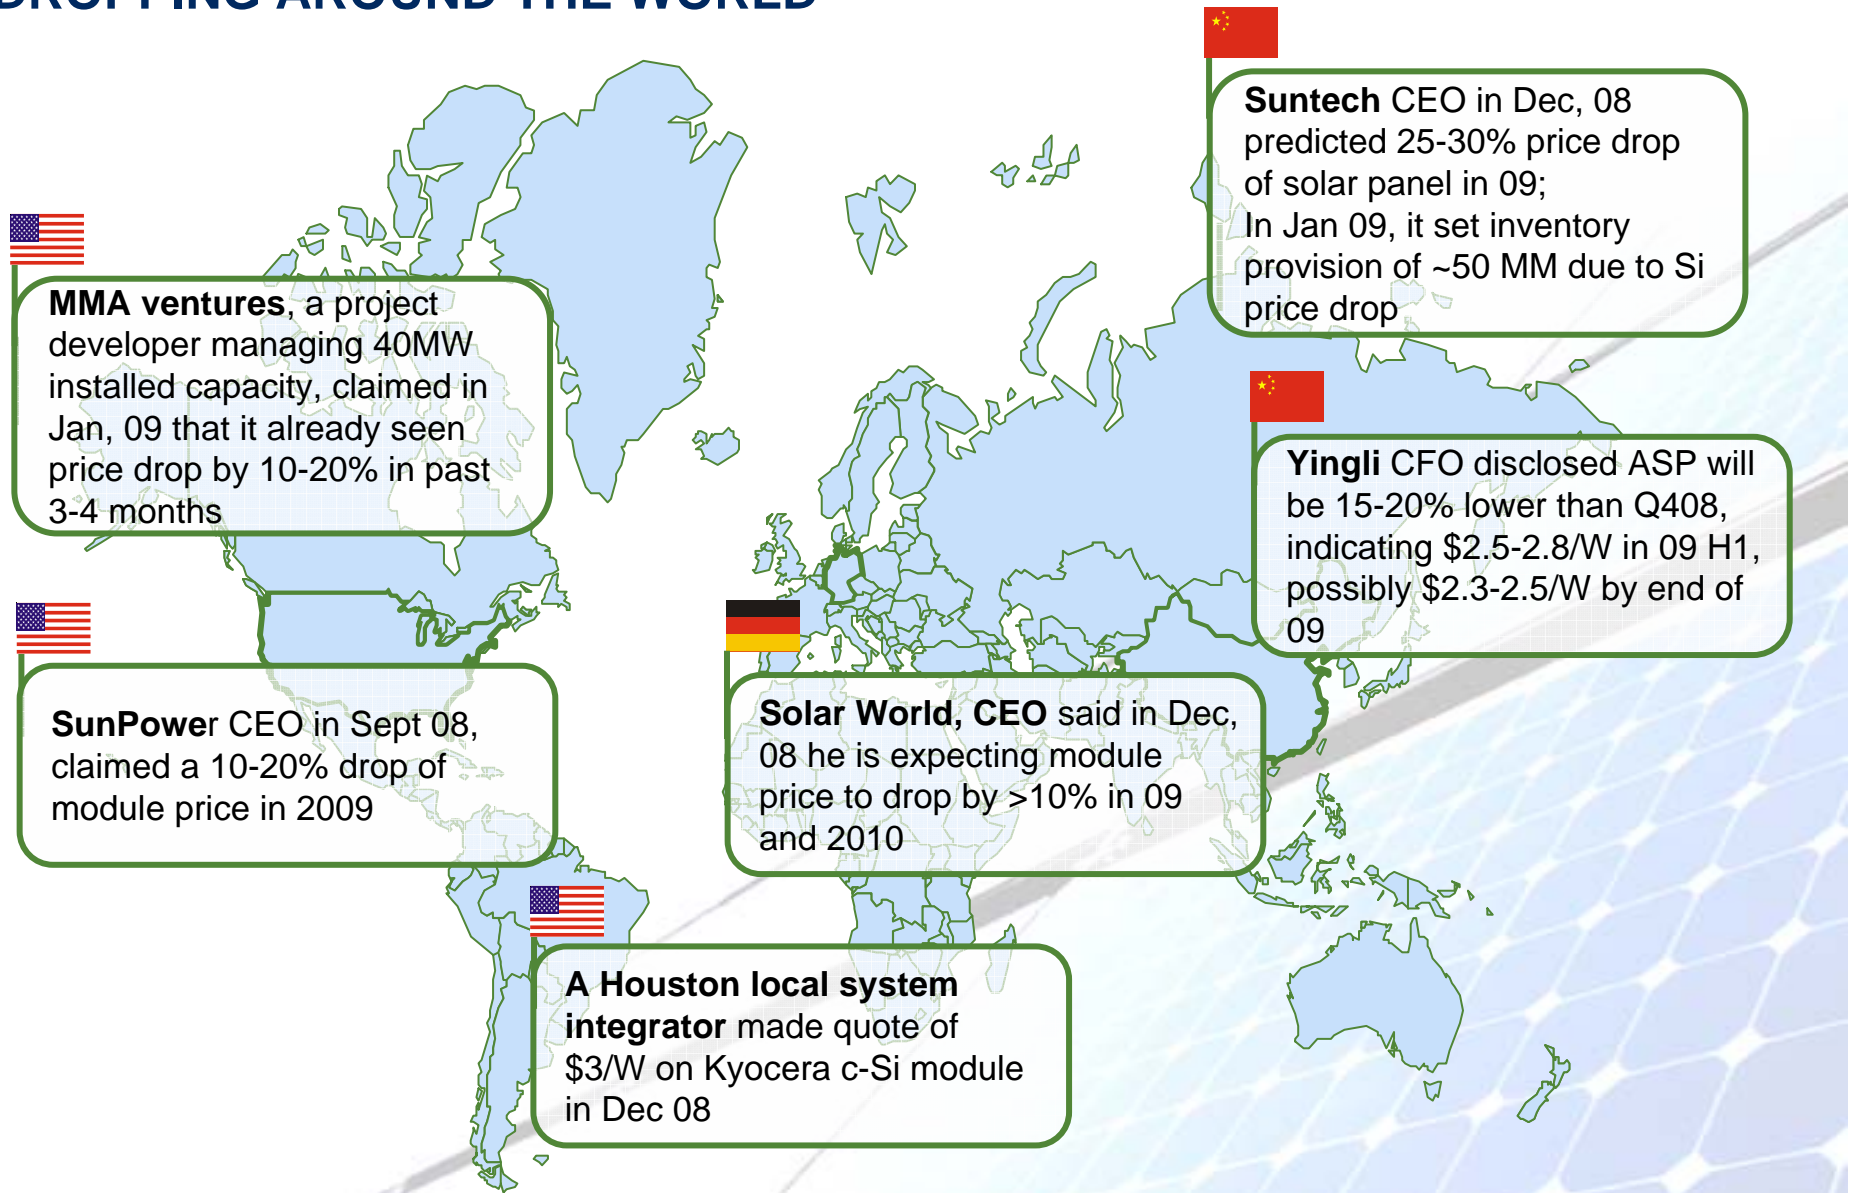 DROPPING AROUND THE WORLD
Suntech CEO in Dec, 08
predicted 25-30% price drop
of solar panel in 09;
In Jan 09, it set inventory
provision of ~50 MM due to Si
price drop
MMA ventures, a project
developer managing 40MW
installed capacity, claimed in
Jan, 09 that it already seen
price drop by 10-20% in past
3-4 months
Yingli CFO disclosed ASP will
be 15-20% lower than Q408,
indicating $2.5-2.8/W in 09 H1,
possibly $2.3-2.5/W by end of
09
SunPower CEO in Sept 08,
claimed a 10-20% drop of
module price in 2009
Solar World, CEO said in Dec,
08 he is expecting module
price to drop by >10% in 09
and 2010
A Houston local system
integrator made quote of
$3/W on Kyocera c-Si module
in Dec 08